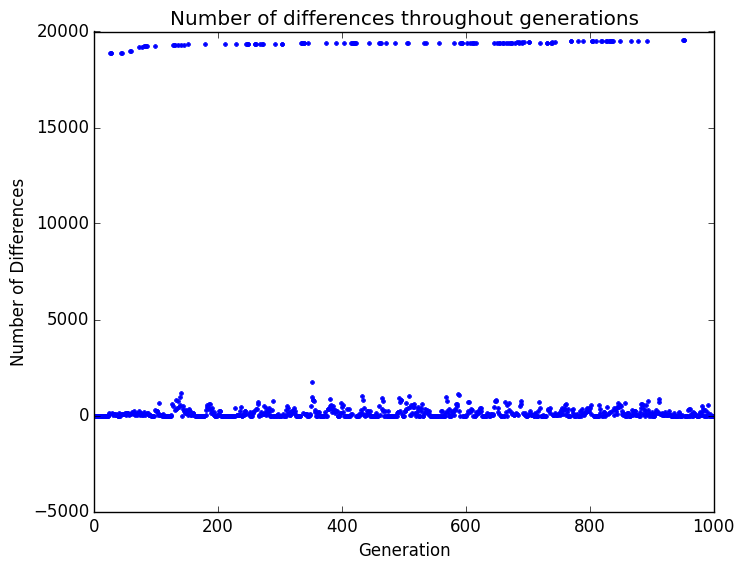 Number of differences throughout generations
20000
15000
10000
5000
0
−5000
Number of Differences
0 200 400 600 800 1000
Generation